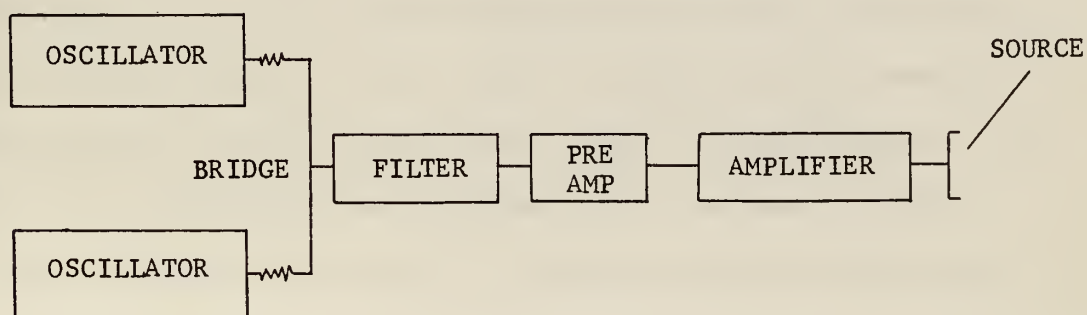 OSCILLATOR
SOURCE
BRIDGE
FILTER
PRE
AMP
AMPLIFIER
OSCILLATOR